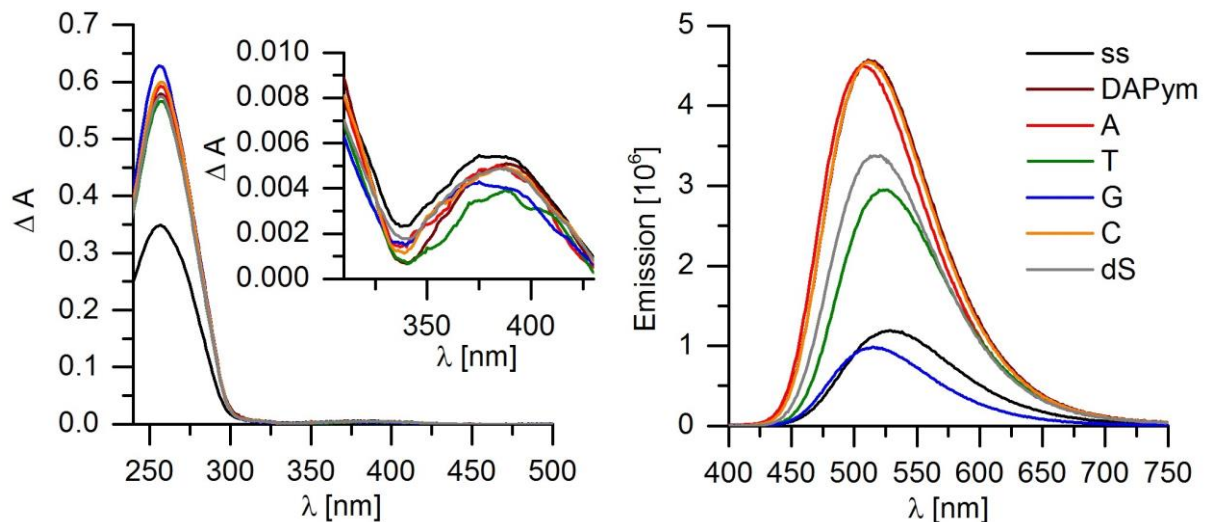 0.7
0.6
0.5
0.4
0.3
0.2
0.1
0.0
Δ A
250 300 350 400 450 500
λ [nm]
0.010
0.008
0.006
0.004
0.002
0.000
Δ A
350 400
λ [nm]
5
4
3
2
1
0
Emission [10⁶]
400 450 500 550 600 650 700 750
λ [nm]
ss
DAPym
A
T
G
C
dS